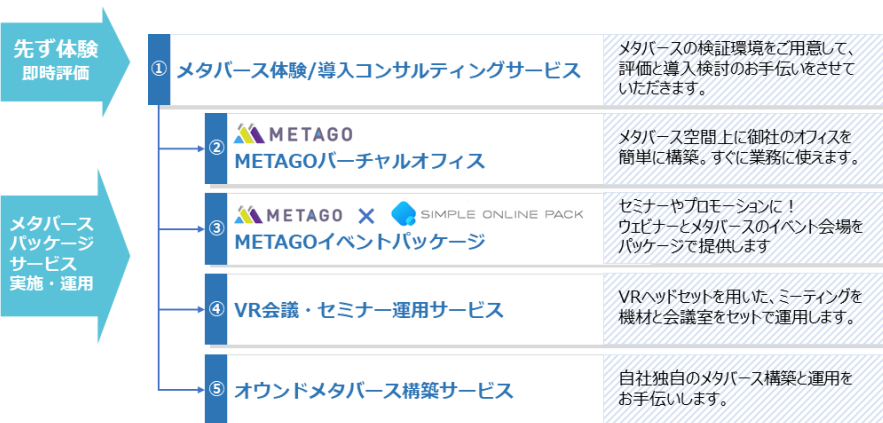 先ず体験
即時評価
① メタバース体験/導入コンサルティングサービス
メタバースの検証環境をご用意して、
評価と導入検討のお手伝いをさせて
いただきます。
メタバース
パッケージ
サービス
実施・運用
② METAGO
METAGOバーチャルオフィス
メタバース空間上に御社のオフィスを
簡単に構築。すぐに業務に使えます。
③ METAGO × SIMPLE ONLINE PACK
METAGOイベントパッケージ
セミナーやプロモーションに！
ウェビナーとメタバースのイベント会場を
パッケージで提供します
④ VR会議・セミナー運用サービス
VRヘッドセットを用いた、ミーティングを
機材と会議室をセットで運用します。
⑤ オウンドメタバース構築サービス
自社独自のメタバース構築と運用を
お手伝いします。